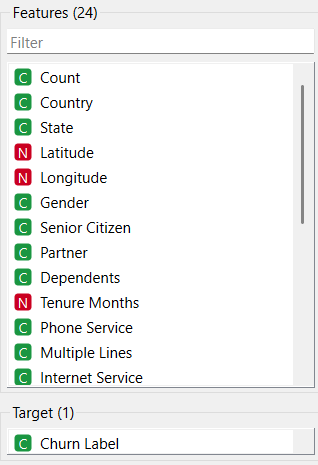 Features (24)
Filter
C Count
C Country
C State
N Latitude
N Longitude
C Gender
C Senior Citizen
C Partner
C Dependents
N Tenure Months
C Phone Service
C Multiple Lines
C Internet Service
Target (1)
C Churn Label